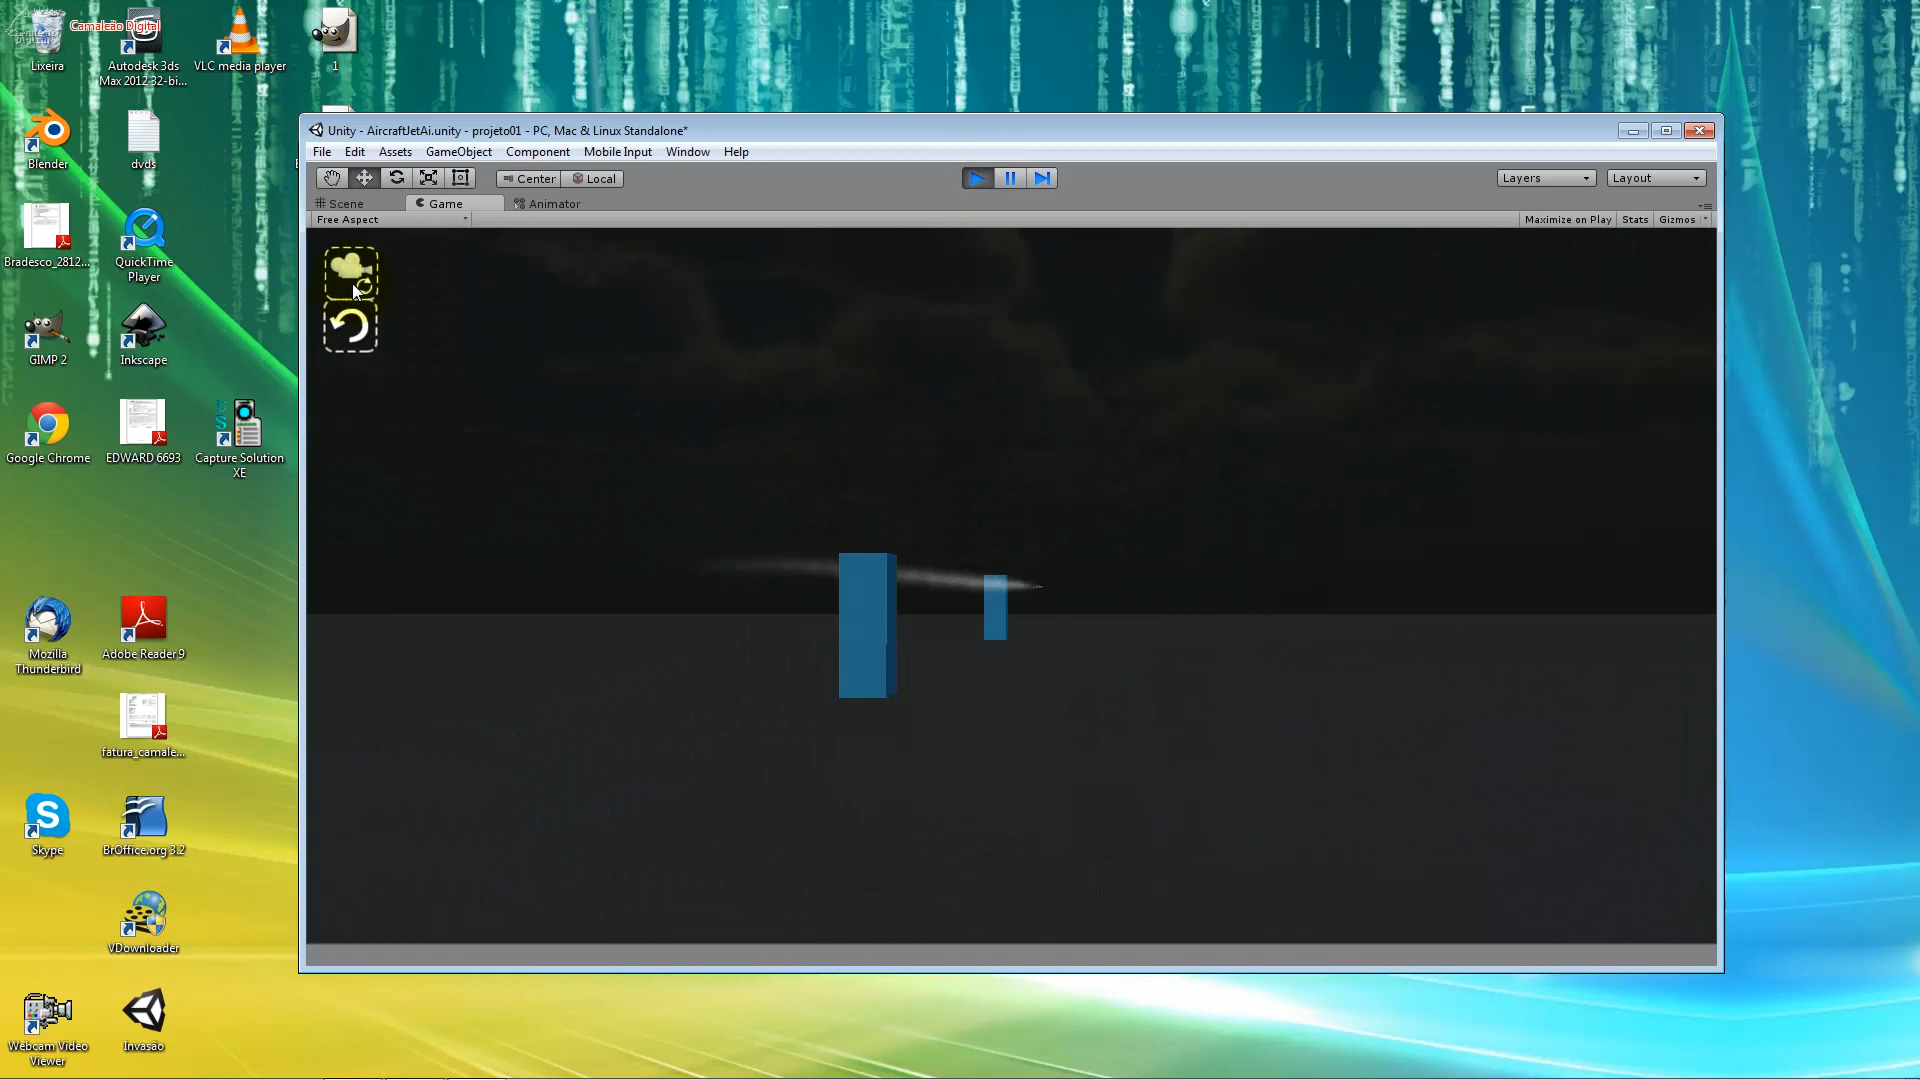 Camaleão Digital
Lixeira
Autodesk 3ds
Max 2012 32-bi...
VLC media player
1
Blender
dvds
Bradesco_2812...
QuickTime
Player
GIMP 2
Inkscape
Google Chrome
EDWARD 6693
Capture Solution
XE
Mozilla
Thunderbird
Adobe Reader 9
fatura_camale...
Skype
BrOffice.org 3.2
VDownloader
Webcam Video
Viewer
Invasão
Unity - AircraftJetAi.unity - projeto01 - PC, Mac & Linux Standalone*
File Edit Assets GameObject Component Mobile Input Window Help
Center Local
Layers Layout
Scene Game Animator
Free Aspect
Maximize on Play Stats Gizmos